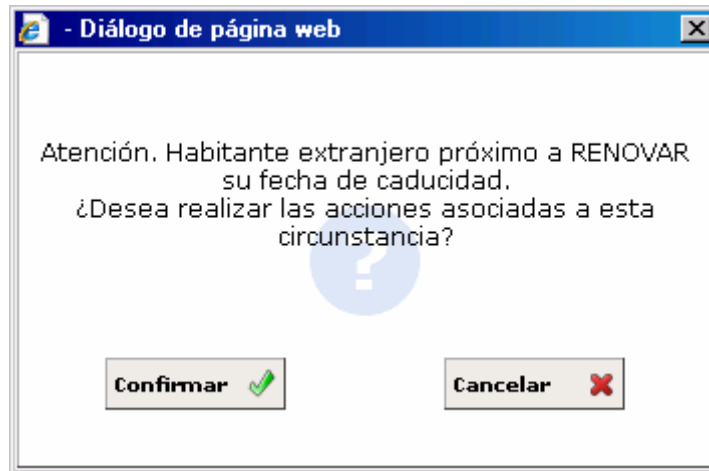 - Diálogo de página web
Atención. Habitante extranjero próximo a RENOVAR
su fecha de caducidad.
¿Desea realizar las acciones asociadas a esta
circunstancia?
?
Confirmar
Cancelar